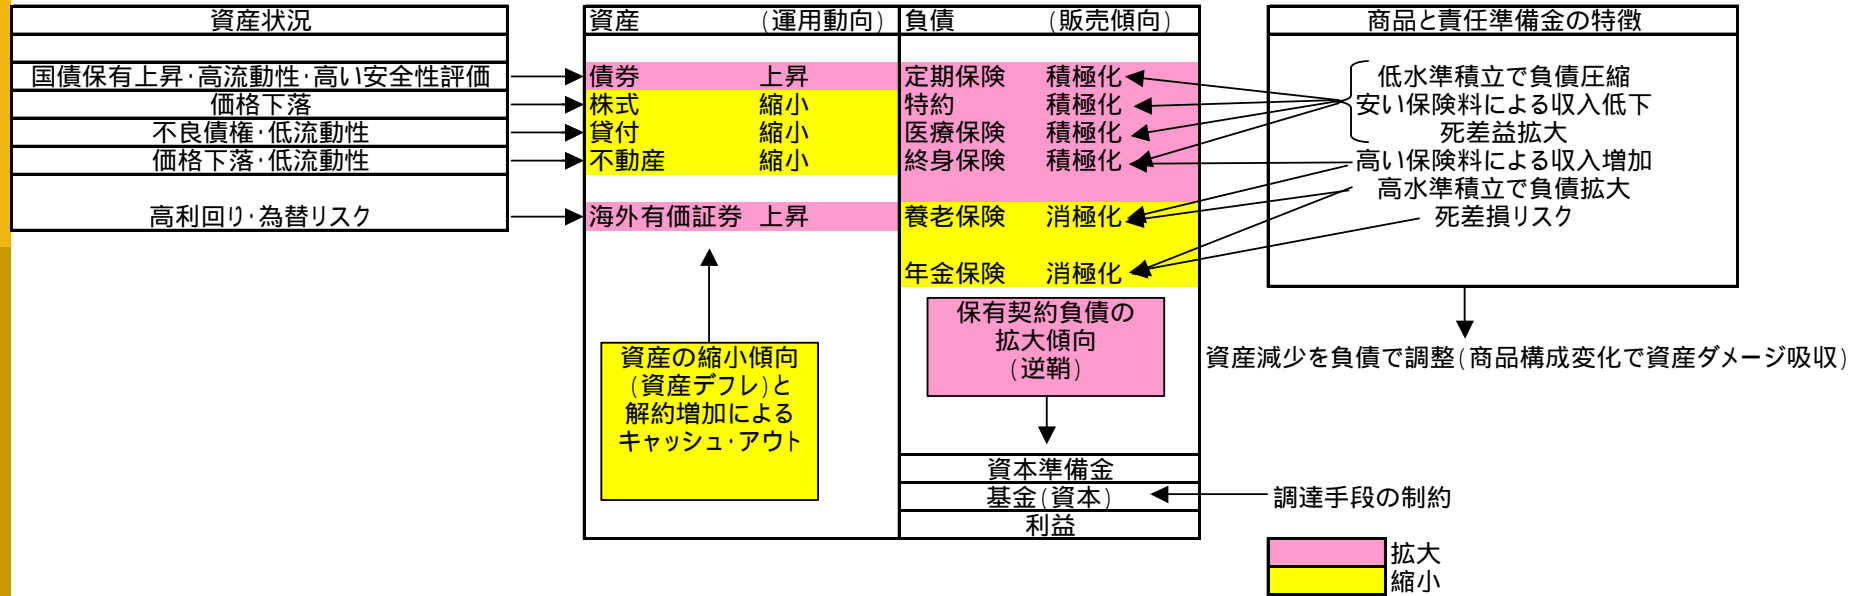 資産状況
国債保有上昇・高流動性・高い安全性評価
価格下落
不良債権・低流動性
価格下落・低流動性
高利回り・為替リスク
資産 (運用動向)
債券 上昇
株式 縮小
貸付 縮小
不動産 縮小
海外有価証券 上昇
資産の縮小傾向
(資産デフレ)と
解約増加による
キャッシュ・アウト
負債 (販売傾向)
定期保険 積極化
特約 積極化
医療保険 積極化
終身保険 積極化
養老保険 消極化
年金保険 消極化
保有契約負債の
拡大傾向
(逆鞘)
資本準備金
基金(資本)
利益
商品と責任準備金の特徴
低水準積立で負債圧縮
安い保険料による収入低下
死差益拡大
高い保険料による収入増加
高水準積立で負債拡大
死差損リスク
資産減少を負債で調整(商品構成変化で資産ダメージ吸収)
調達手段の制約
拡大
縮小